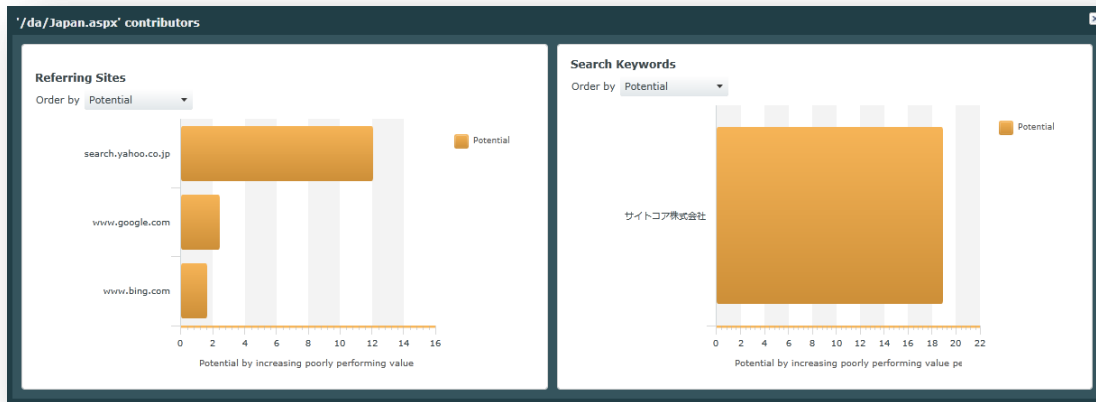 '/da/Japan.aspx' contributors
Referring Sites
Order by Potential
search.yahoo.co.jp
www.google.com
www.bing.com
0 2 4 6 8 10 12 14 16
Potential by increasing poorly performing value
Potential
Search Keywords
Order by Potential
サイトコア株式会社
0 2 4 6 8 10 12 14 16 18 20 22
Potential by increasing poorly performing value pe
Potential